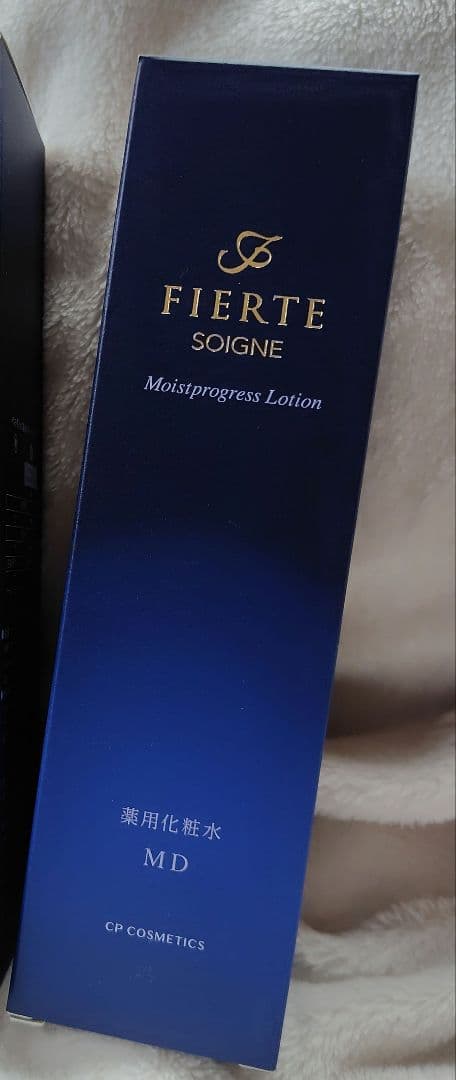 FIERTE
SOIGNE
Moistprogress Lotion
薬用化粧水
MD
CP COSMETICS